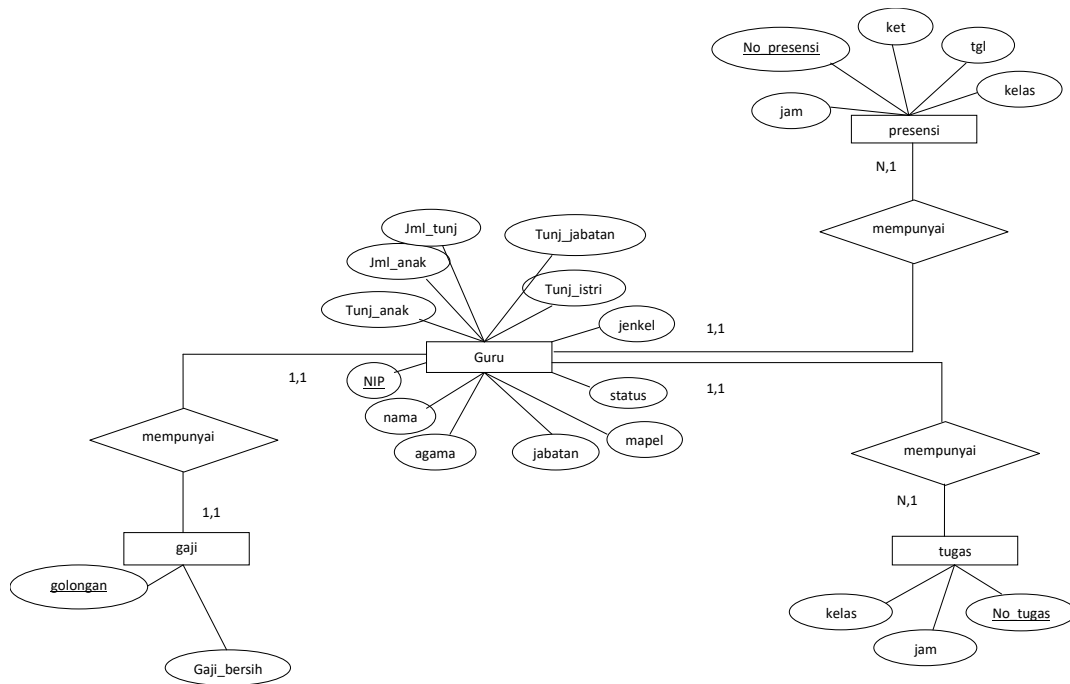 ket
No_presensi
tgl
kelas
jam
presensi
N,1
mempunyai
Jml_tunj
Tunj_jabatan
Jml_anak
Tunj_istri
Tunj_anak
jenkel
1,1
Guru
1,1
NIP
1,1
status
nama
mapel
agama
jabatan
mempunyai
mempunyai
1,1
N,1
gaji
tugas
golongan
kelas
No_tugas
jam
Gaji_bersih